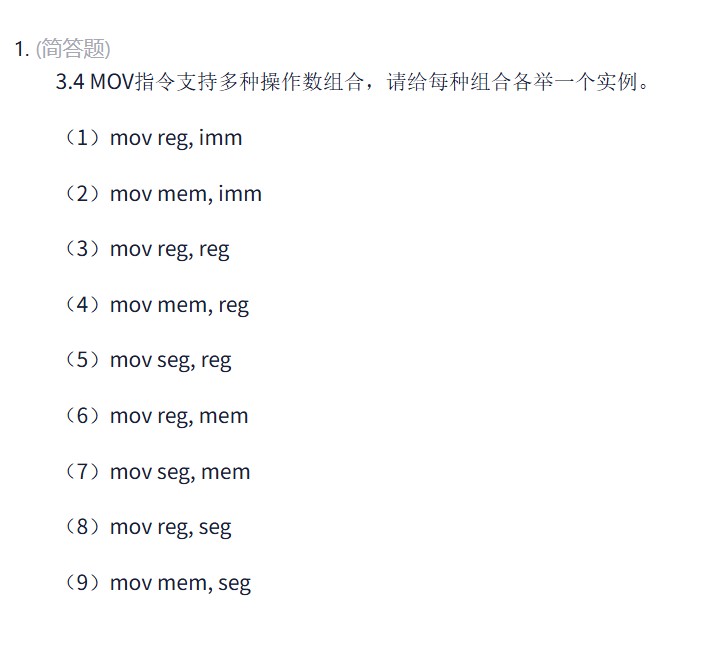 1. (简答题)
3.4 MOV指令支持多种操作数组合，请给每种组合各举一个实例。
（1）mov reg, imm
（2）mov mem, imm
（3）mov reg, reg
（4）mov mem, reg
（5）mov seg, reg
（6）mov reg, mem
（7）mov seg, mem
（8）mov reg, seg
（9）mov mem, seg